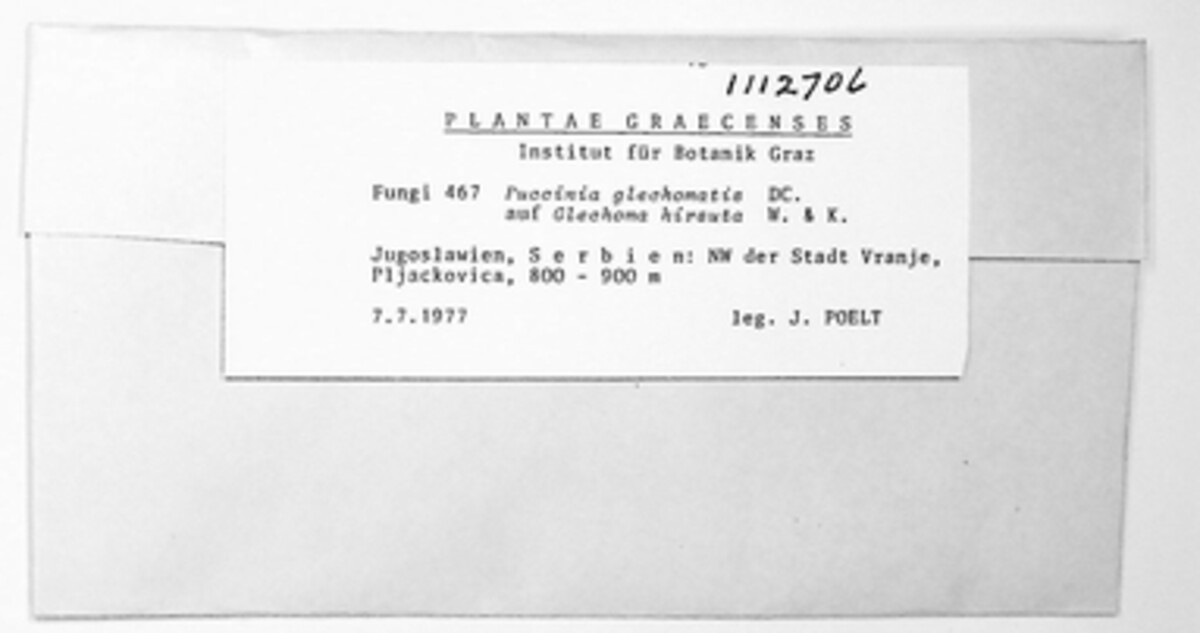 1112706
PLANTAE GRAECENSES
Institut für Botanik Graz
Fungi 467 Puccinia glechomatis DC.
auf Glechoma hirsuta W. & K.
Jugoslawien, S e r b i e n: NW der Stadt Vranje,
Pljackovica, 800 - 900 m
7.7.1977 leg. J. POELT